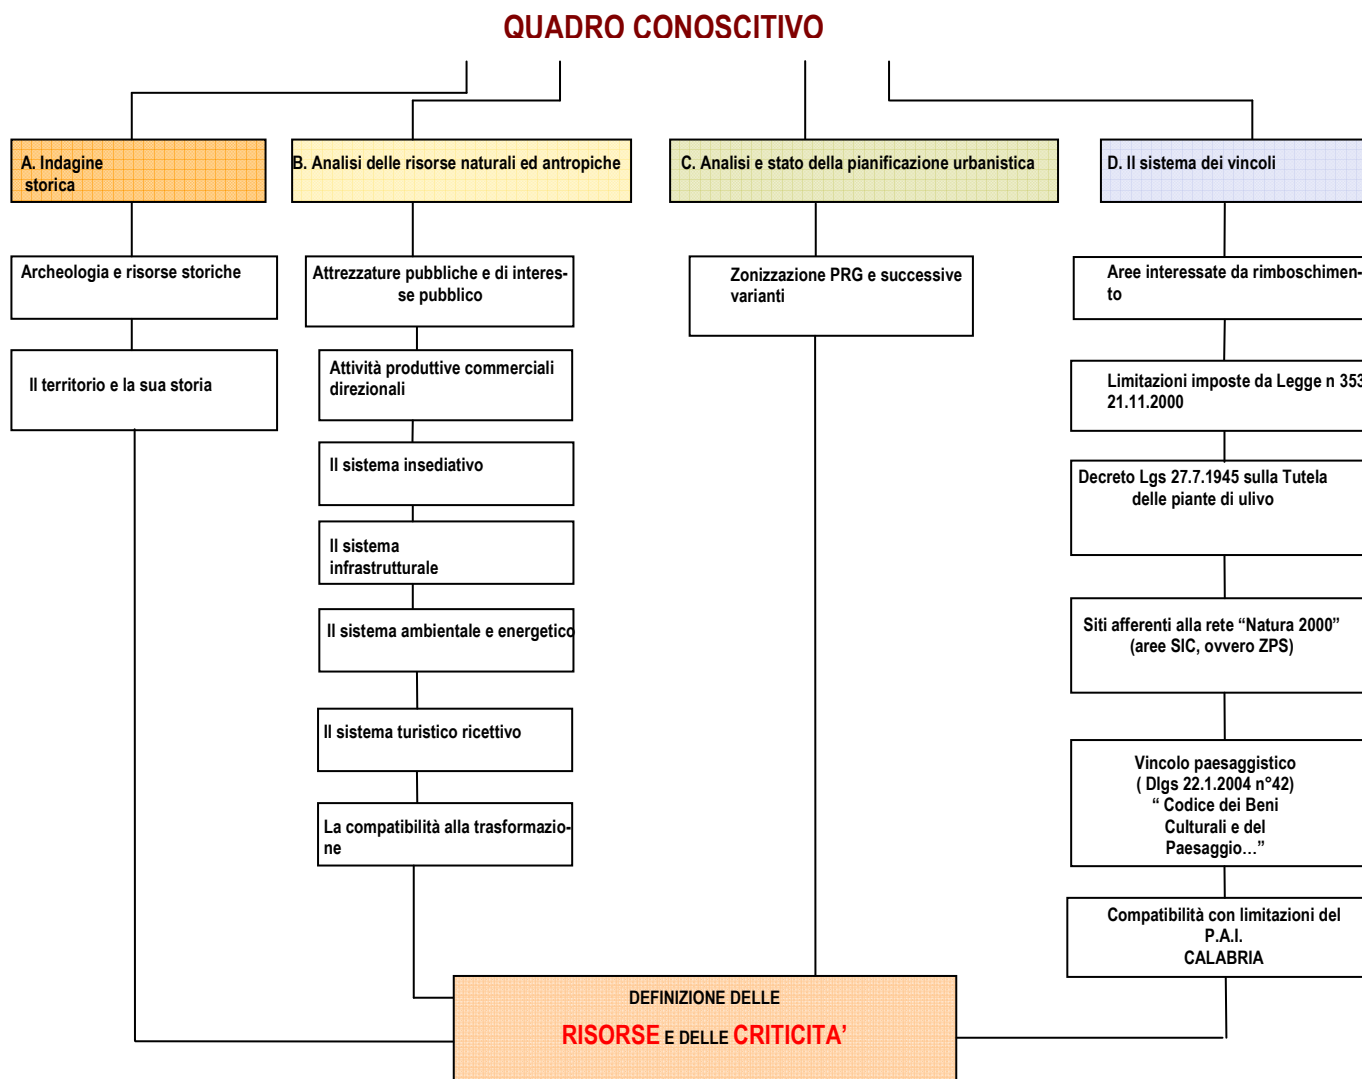 QUADRO CONOSCITIVO
A. Indagine
storica
B. Analisi delle risorse naturali ed antropiche
C. Analisi e stato della pianificazione urbanistica
D. Il sistema dei vincoli
Archeologia e risorse storiche
Il territorio e la sua storia
Attrezzature pubbliche e di interes-
se pubblico
Attività produttive commerciali
direzionali
Il sistema insediativo
Il sistema
infrastrutturale
Il sistema ambientale e energetico
Il sistema turistico ricettivo
La compatibilità alla trasformazio-
ne
Zonizzazione PRG e successive
varianti
Aree interessate da rimboschimen-
to
Limitazioni imposte da Legge n 353
21.11.2000
Decreto Lgs 27.7.1945 sulla Tutela
delle piante di ulivo
Siti afferenti alla rete “Natura 2000”
(aree SIC, ovvero ZPS)
Vincolo paesaggistico
( Dlgs 22.1.2004 n°42)
“ Codice dei Beni
Culturali e del
Paesaggio…”
Compatibilità con limitazioni del
P.A.I.
CALABRIA
DEFINIZIONE DELLE
RISORSE E DELLE CRITICITA’